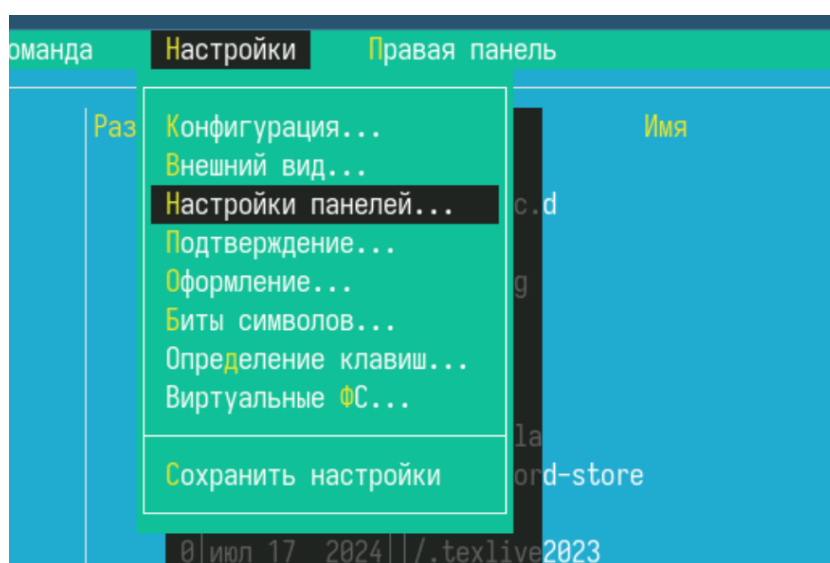 оманда Настройки Правая панель
Раз Имя
Конфигурация...
Внешний вид...
Настройки панелей... c.d
Подтверждение...
Оформление... g
Биты символов...
Определение клавиш...
Виртуальные ФС...
la
Сохранить настройки ord-store
0 июл 17 2024 /.texlive2023